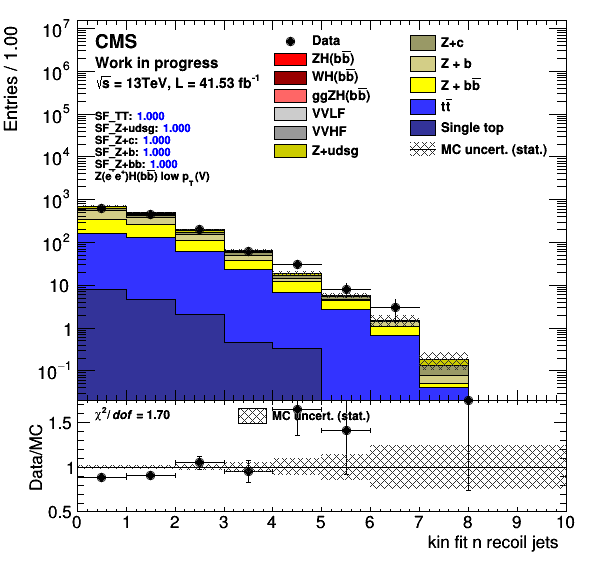 CMS
Work in progress
√s = 13TeV, L = 41.53 fb⁻¹
SF_TT: 1.000
SF_Z+udsg: 1.000
SF_Z+c: 1.000
SF_Z+b: 1.000
SF_Z+bb: 1.000
Z(e⁻e⁺)H(bb̅) low p_T(V)
Data
ZH(bb̅)
WH(bb̅)
ggZH(bb̅)
VVLF
VVHF
Z+udsg
Z+c
Z + b
Z + bb̅
tt̅
Single top
MC uncert. (stat.)
Entries / 1.00
10⁷
10⁶
10⁵
10⁴
10³
10²
10
1
10⁻¹
χ²/dof = 1.70
MC uncert. (stat.)
Data/MC
1.5
1
0.5
0 1 2 3 4 5 6 7 8 9 10
kin fit n recoil jets